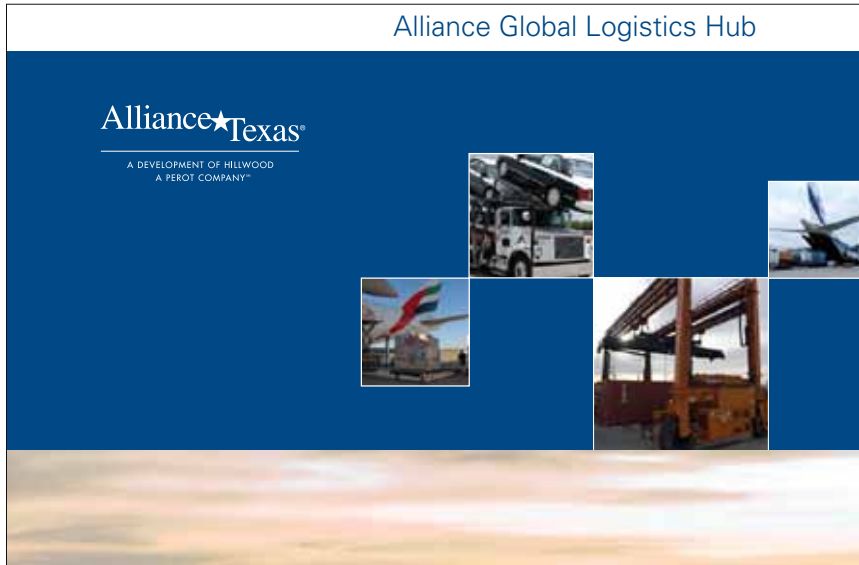 Alliance Global Logistics Hub
Alliance★Texas®
A DEVELOPMENT OF HILLWOOD
A PEROT COMPANY℠